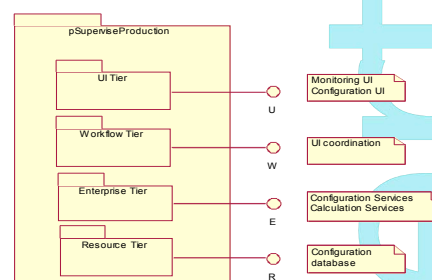 pSuperviseProduction
UI Tier
U
Monitoring UI
Configuration UI
Workflow Tier
W
UI coordination
Enterprise Tier
E
Configuration Services
Calculation Services
Resource Tier
R
Configuration
database